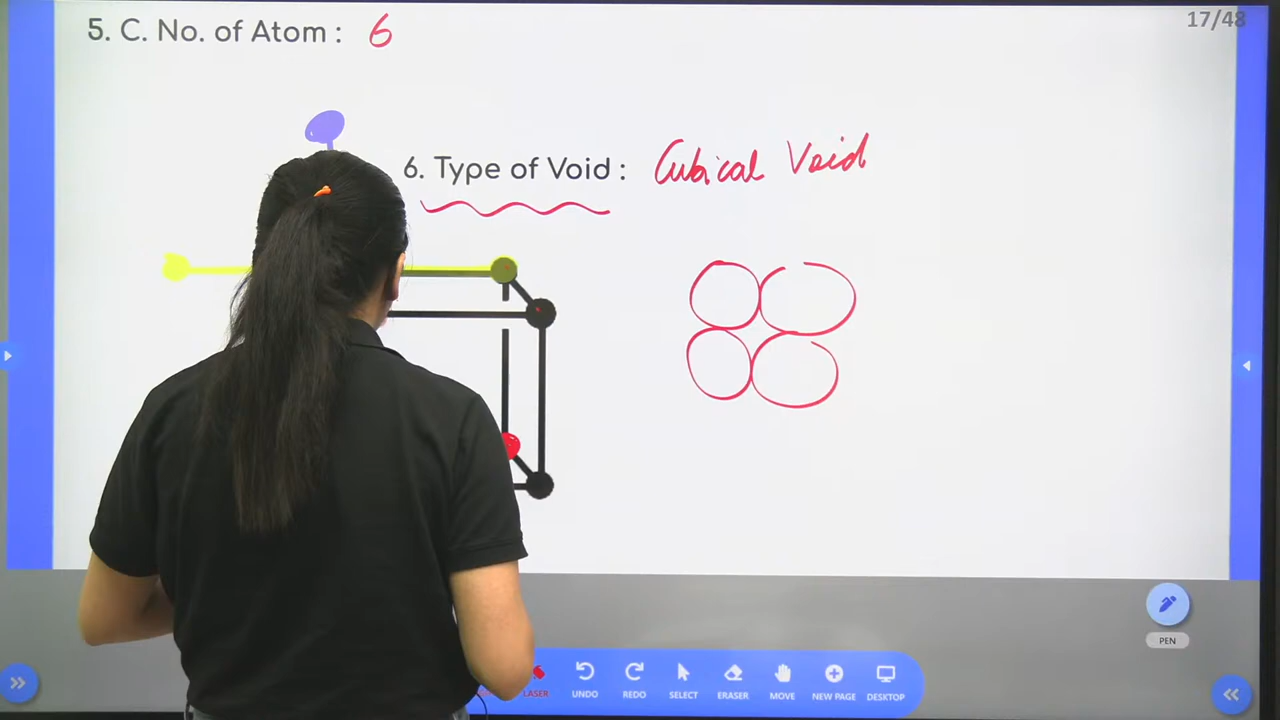 17/48
5. C. No. of Atom : 6
6. Type of Void : Cubical Void
PEN
LASER UNDO REDO SELECT ERASER MOVE NEW PAGE DESKTOP